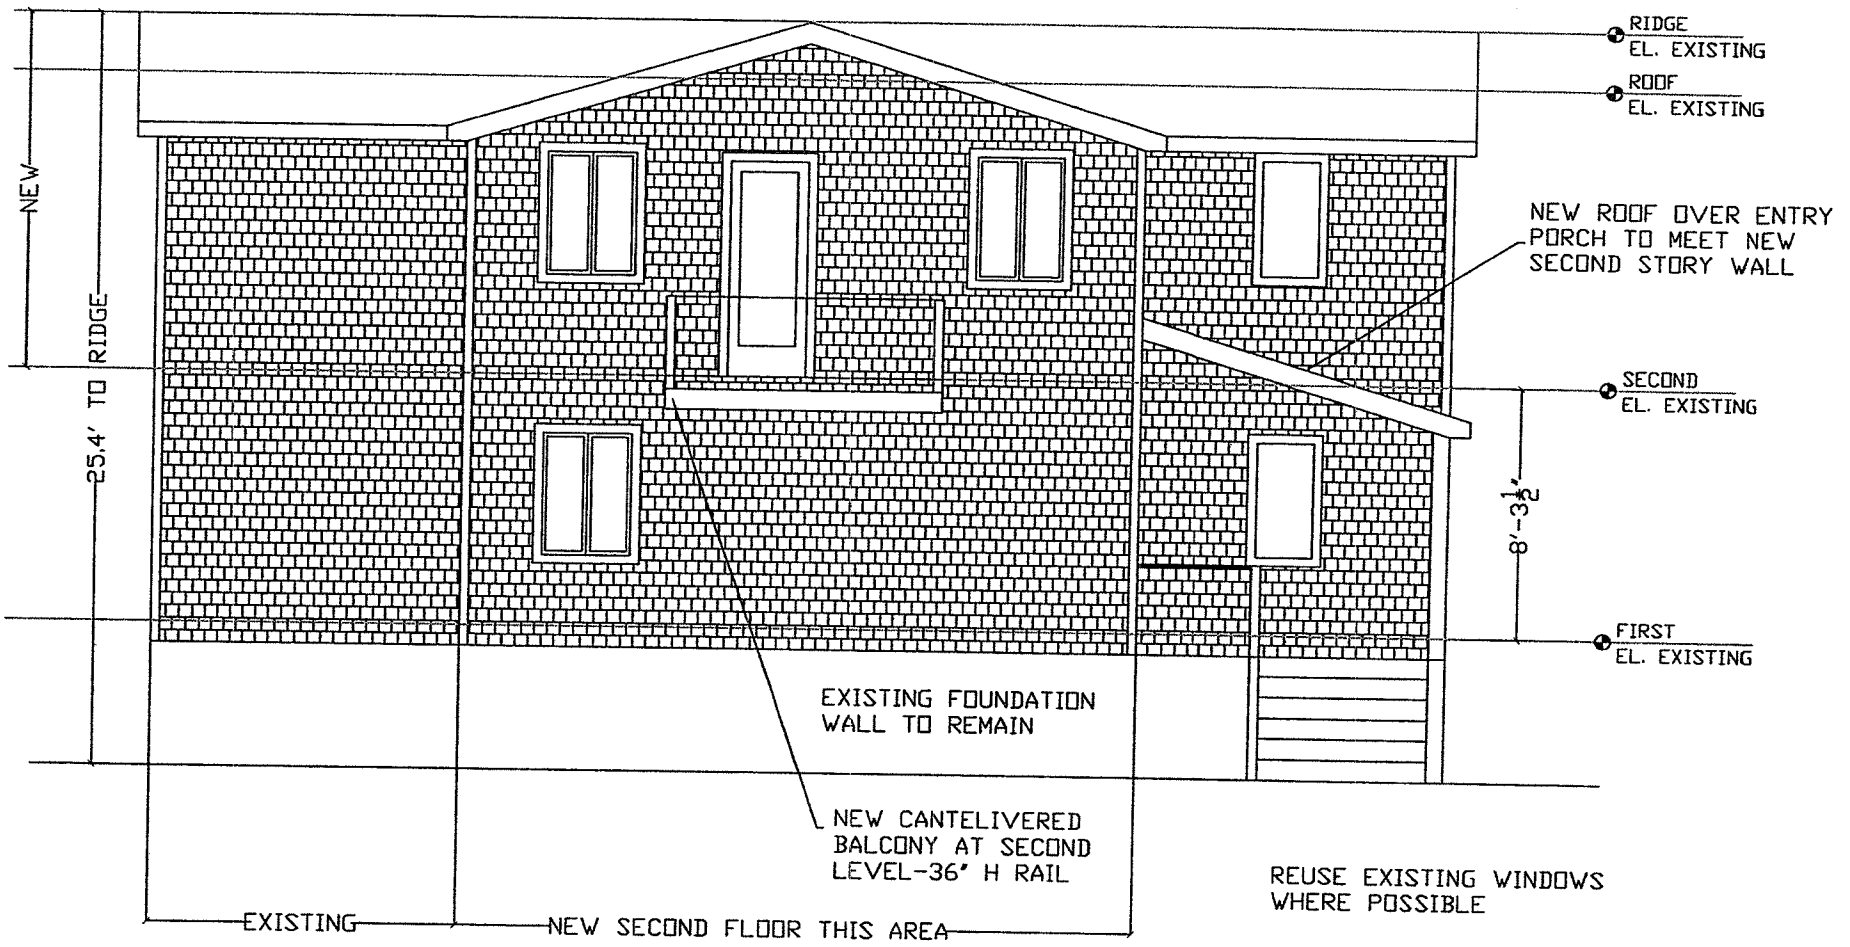 RIDGE
EL. EXISTING
ROOF
EL. EXISTING
NEW
NEW ROOF OVER ENTRY
PORCH TO MEET NEW
SECOND STORY WALL
25.4' TO RIDGE
SECOND
EL. EXISTING
8'-3 1/2"
FIRST
EL. EXISTING
EXISTING FOUNDATION
WALL TO REMAIN
NEW CANTELIVERED
BALCONY AT SECOND
LEVEL-36" H RAIL
REUSE EXISTING WINDOWS
WHERE POSSIBLE
EXISTING
NEW SECOND FLOOR THIS AREA